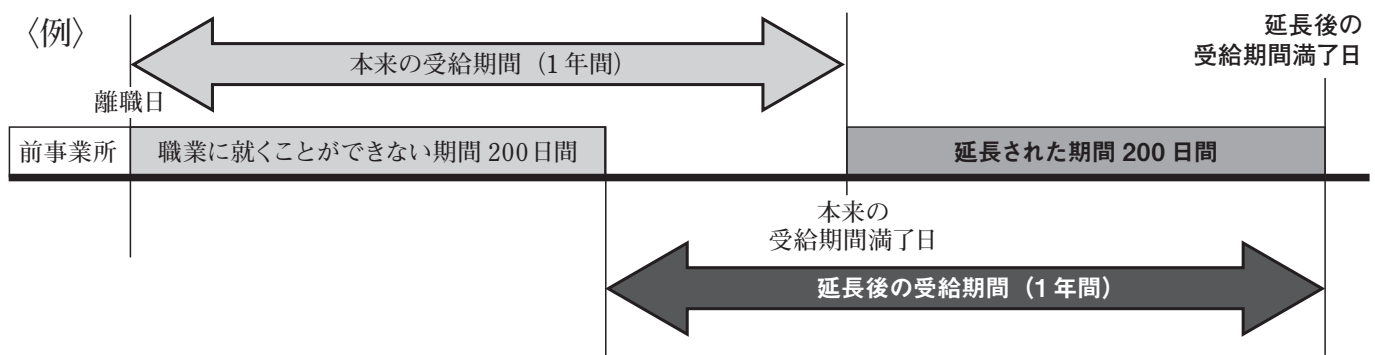 〈例〉
本来の受給期間（1年間）
延長後の
受給期間満了日
離職日
前事業所
職業に就くことができない期間 200日間
延長された期間 200 日間
本来の
受給期間満了日
延長後の受給期間（1年間）